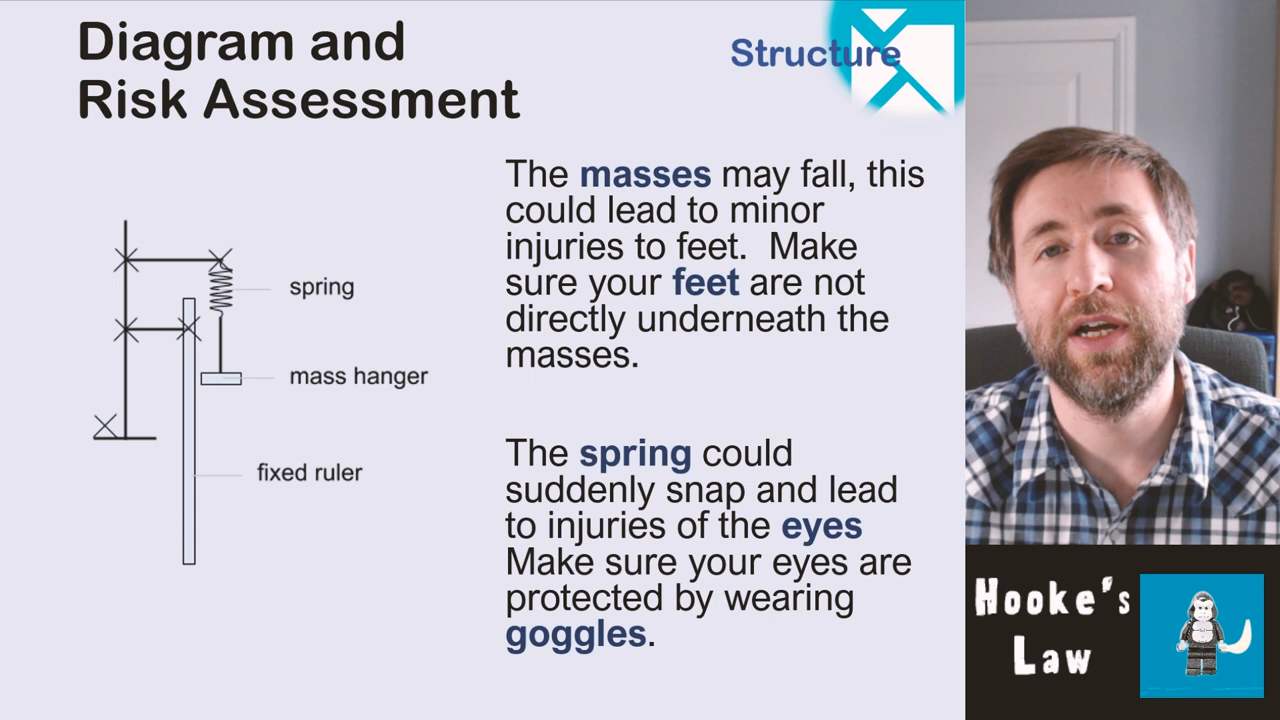 Diagram and
Risk Assessment
Structure
The masses may fall, this
could lead to minor
injuries to feet.  Make
sure your feet are not
directly underneath the
masses.
spring
mass hanger
fixed ruler
The spring could
suddenly snap and lead
to injuries of the eyes
Make sure your eyes are
protected by wearing
goggles.
Hooke's
Law